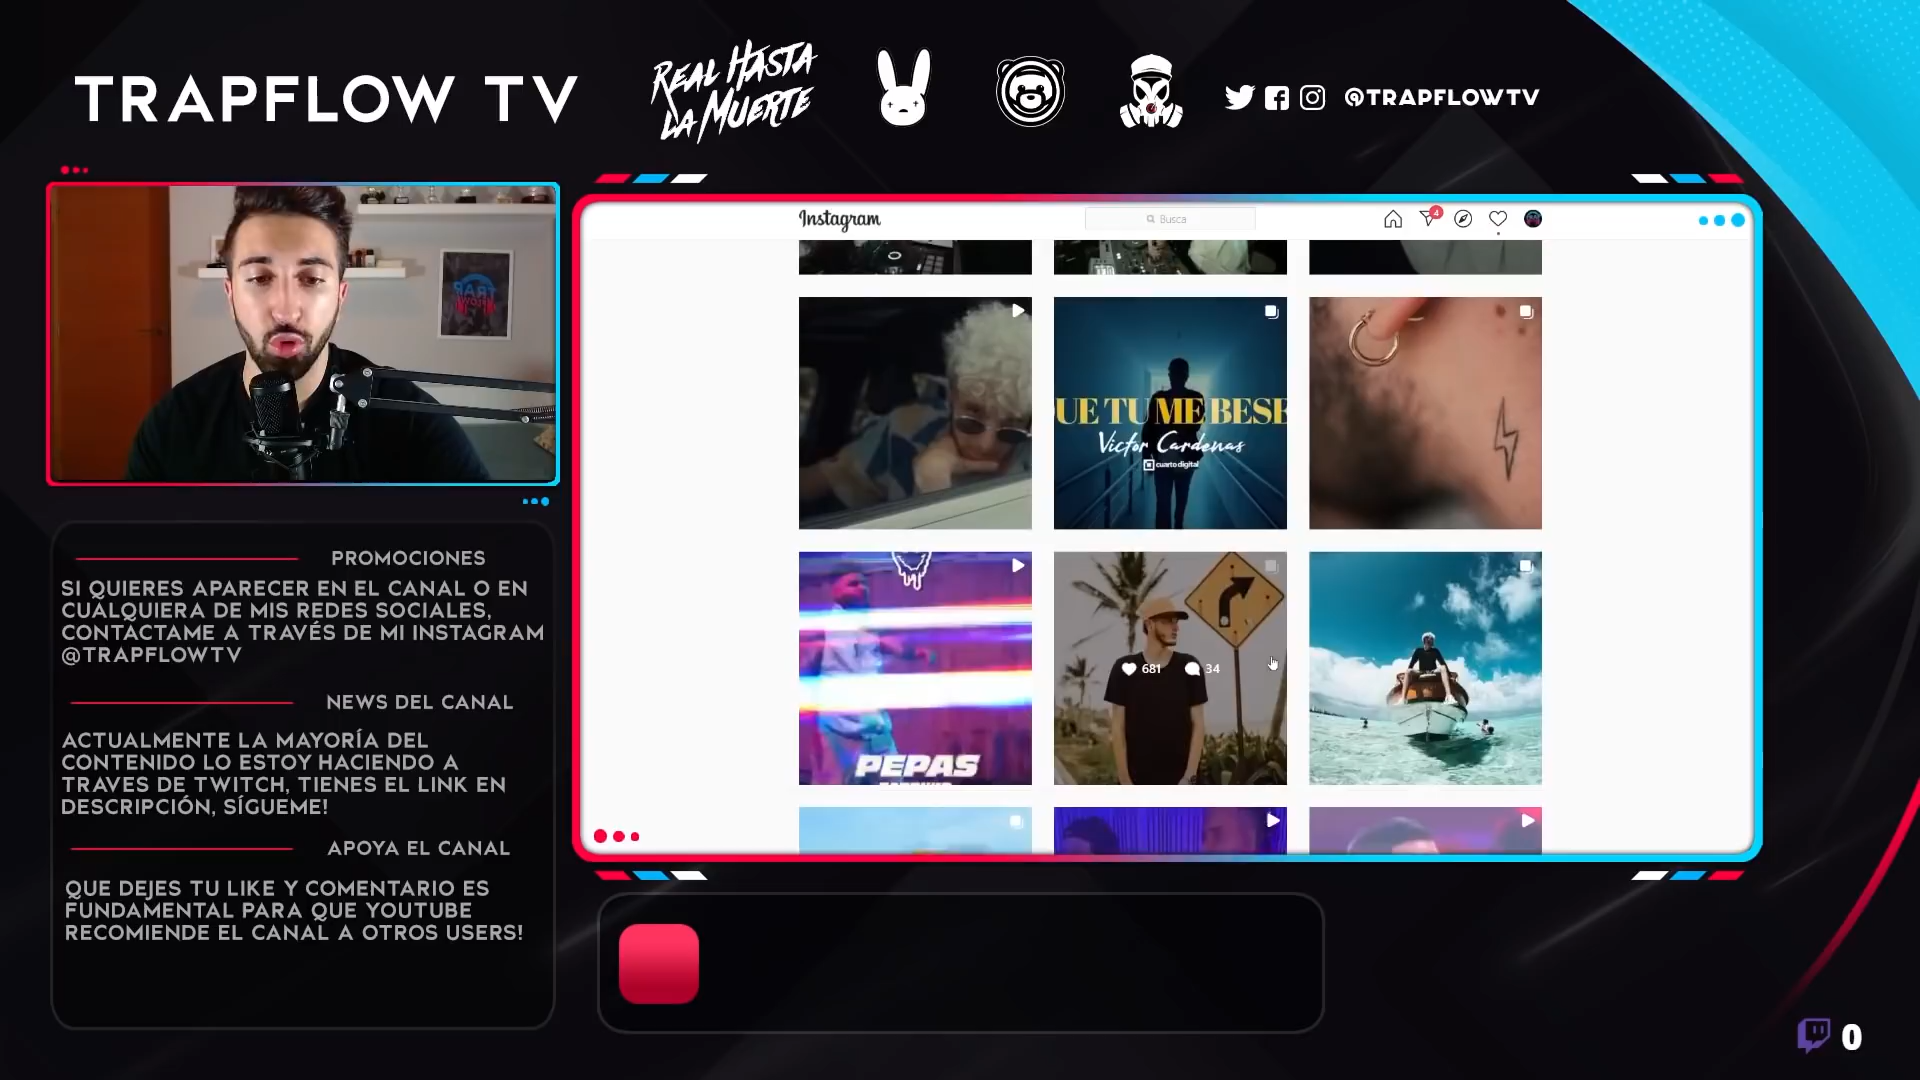 TRAPFLOW TV
REAL HASTA
LA MUERTE
@TRAPFLOWTV
PROMOCIONES
SI QUIERES APARECER EN EL CANAL O EN
CUALQUIERA DE MIS REDES SOCIALES,
CONTÁCTAME A TRAVÉS DE MI INSTAGRAM
@TRAPFLOWTV
NEWS DEL CANAL
ACTUALMENTE LA MAYORÍA DEL
CONTENIDO LO ESTOY HACIENDO A
TRAVES DE TWITCH, TIENES EL LINK EN
DESCRIPCIÓN, SÍGUEME!
APOYA EL CANAL
QUE DEJES TU LIKE Y COMENTARIO ES
FUNDAMENTAL PARA QUE YOUTUBE
RECOMIENDE EL CANAL A OTROS USERS!
Instagram
Busca
4
UE TU ME BESE
Victor Cardenas
cuarto digital
PEPAS
681 34
0